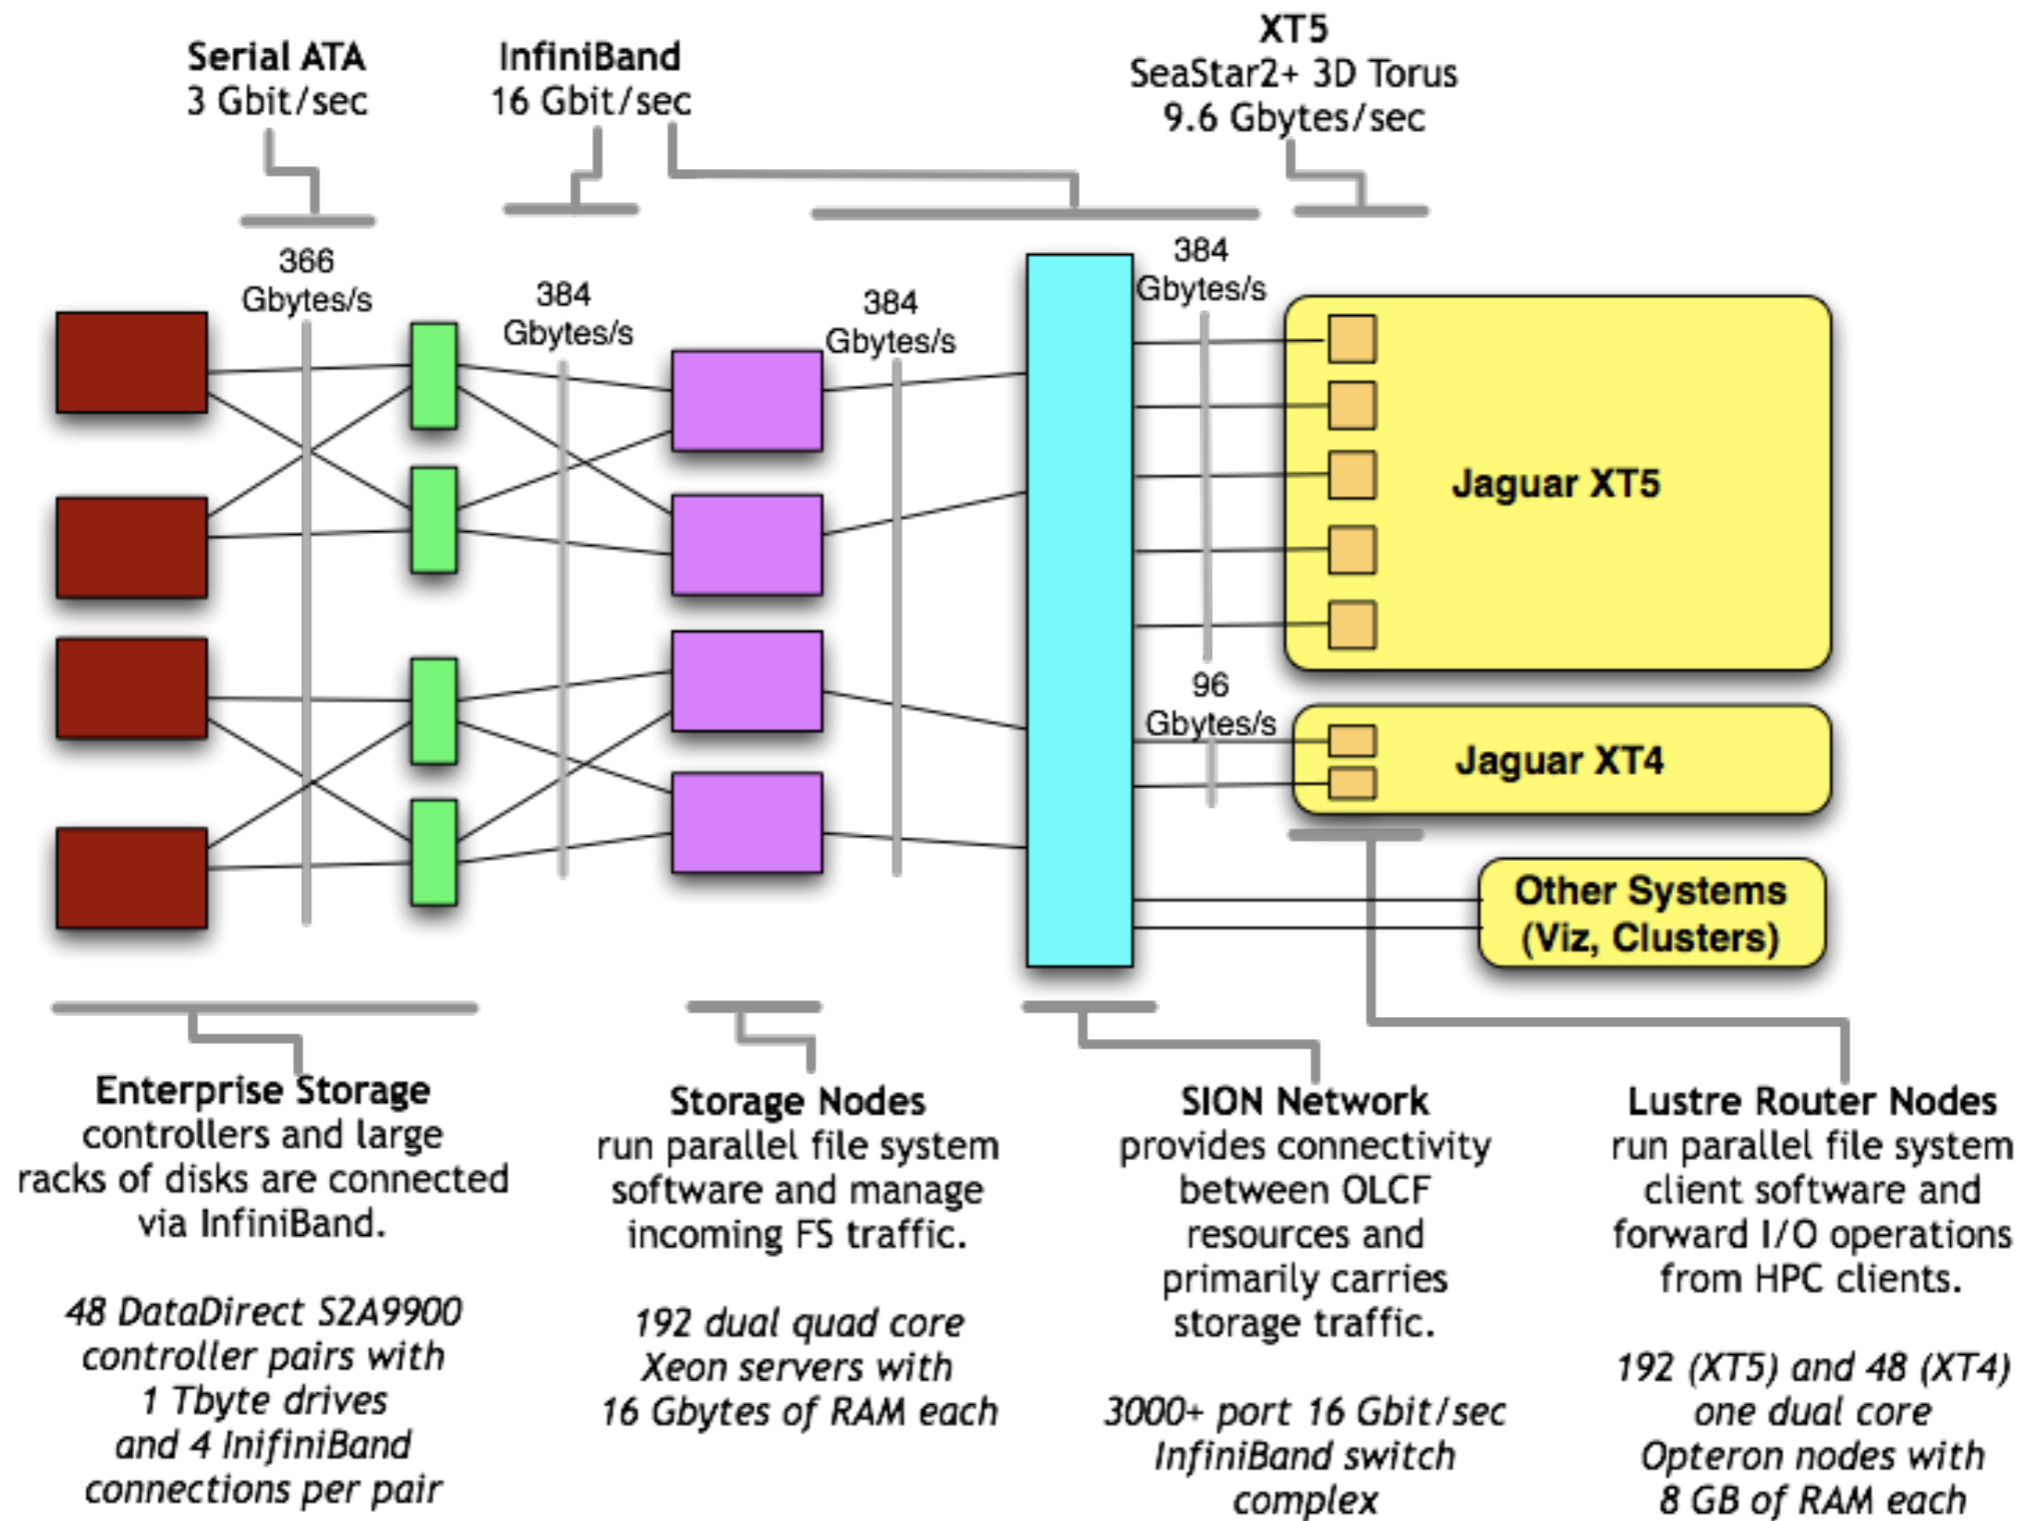 Serial ATA
3 Gbit/sec
InfiniBand
16 Gbit/sec
XT5
SeaStar2+ 3D Torus
9.6 Gbytes/sec
366
Gbytes/s
384
Gbytes/s
384
Gbytes/s
384
Gbytes/s
Jaguar XT5
96
Gbytes/s
Jaguar XT4
Other Systems
(Viz, Clusters)
Enterprise Storage
controllers and large
racks of disks are connected
via InfiniBand.
48 DataDirect S2A9900
controller pairs with
1 Tbyte drives
and 4 InifiniBand
connections per pair
Storage Nodes
run parallel file system
software and manage
incoming FS traffic.
192 dual quad core
Xeon servers with
16 Gbytes of RAM each
SION Network
provides connectivity
between OLCF
resources and
primarily carries
storage traffic.
3000+ port 16 Gbit/sec
InfiniBand switch
complex
Lustre Router Nodes
run parallel file system
client software and
forward I/O operations
from HPC clients.
192 (XT5) and 48 (XT4)
one dual core
Opteron nodes with
8 GB of RAM each